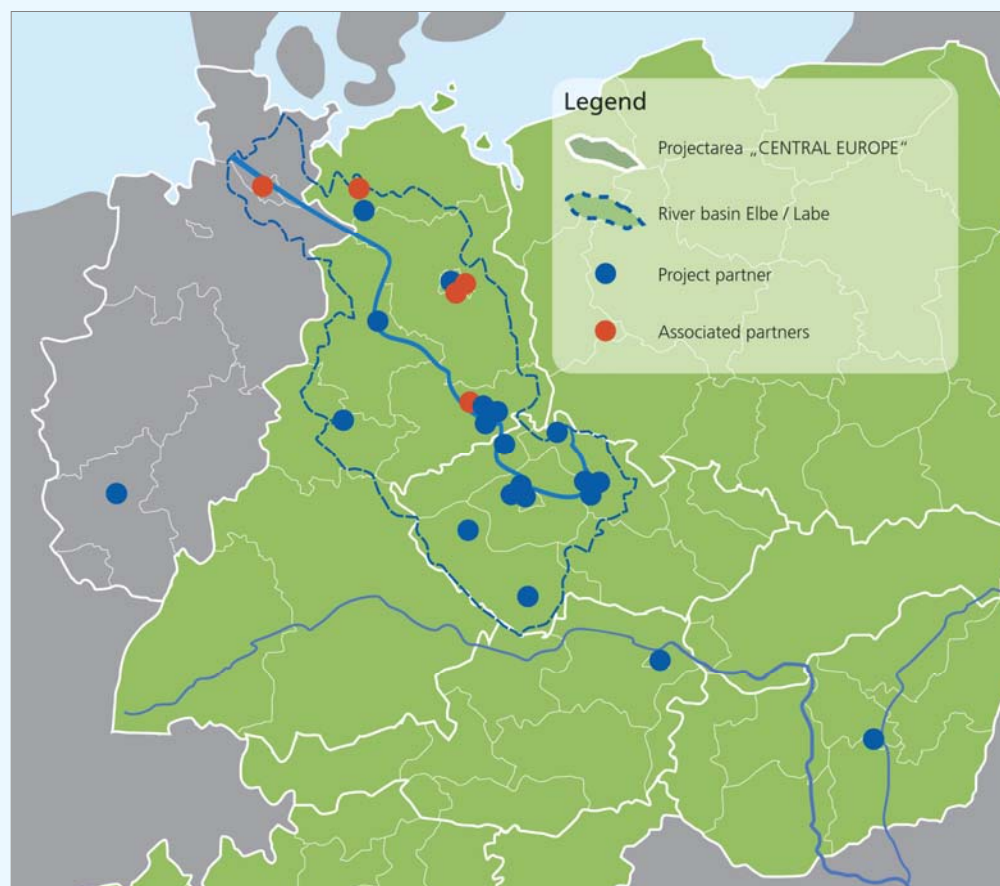 Legend
Projectarea „CENTRAL EUROPE“
River basin Elbe / Labe
Project partner
Associated partners